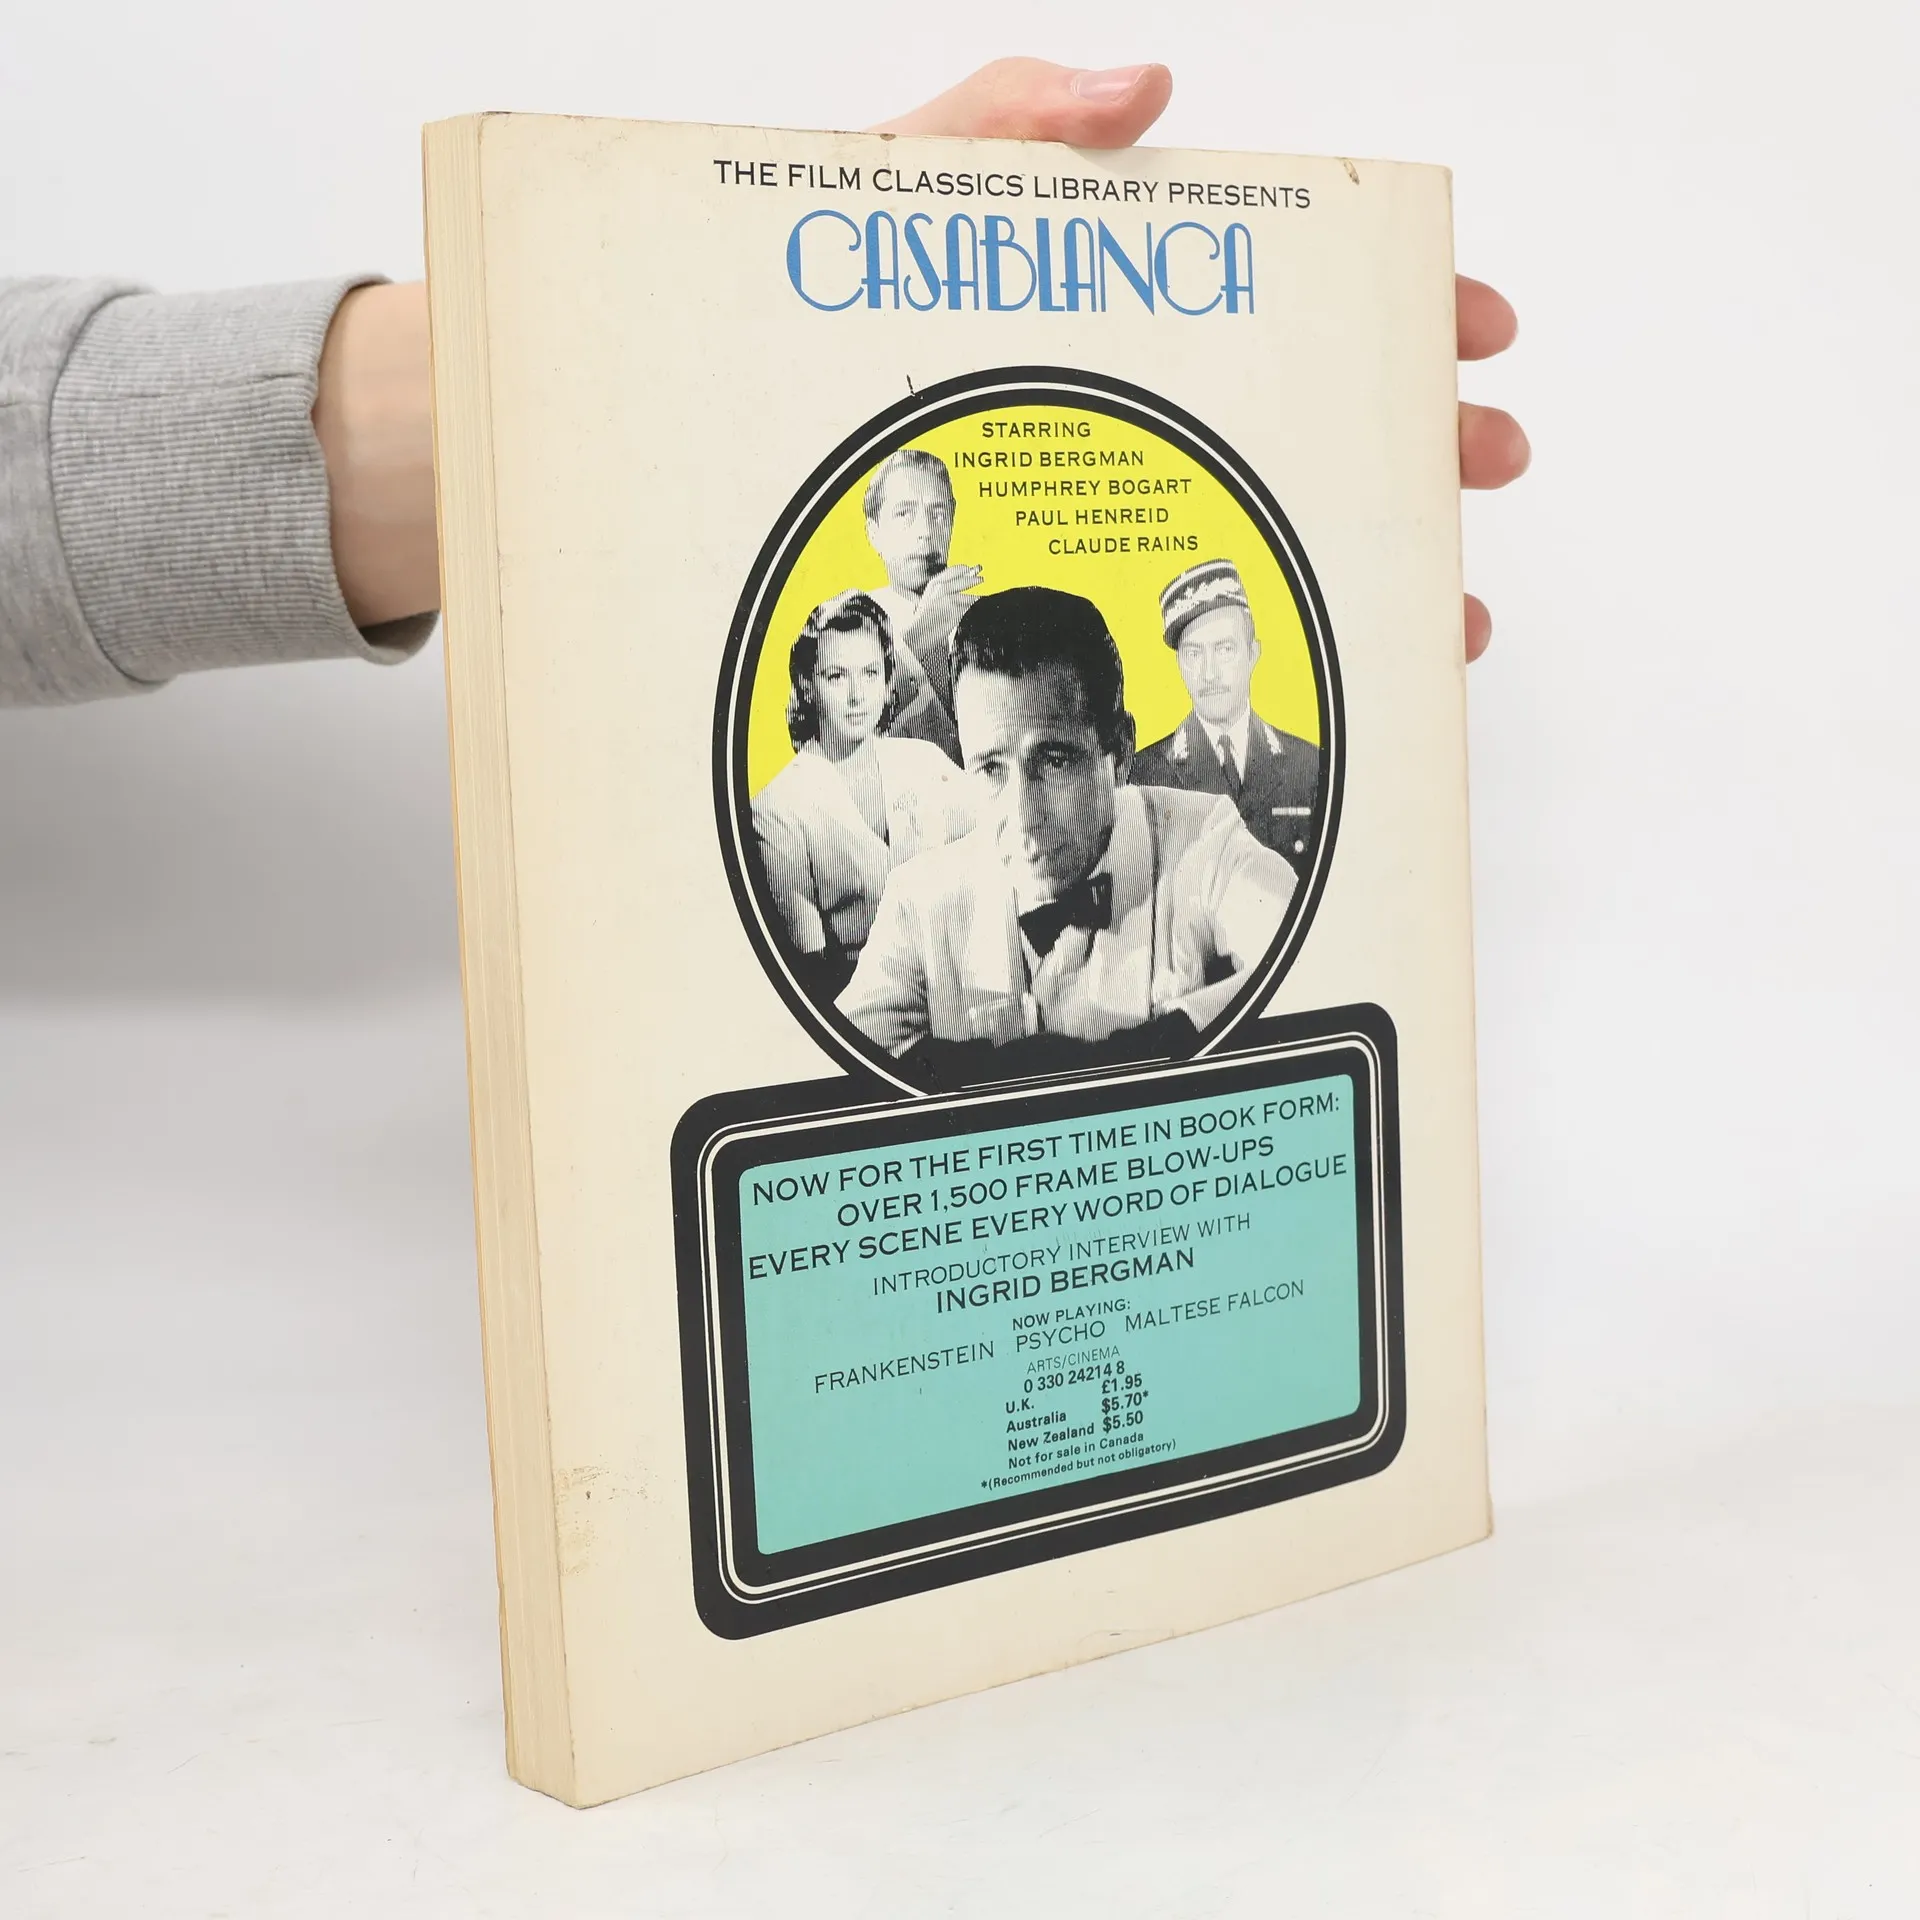 THE FILM CLASSICS LIBRARY PRESENTS
CASABLANCA
STARRING
INGRID BERGMAN
HUMPHREY BOGART
PAUL HENREID
CLAUDE RAINS
NOW FOR THE FIRST TIME IN BOOK FORM:
OVER 1,500 FRAME BLOW-UPS
EVERY SCENE EVERY WORD OF DIALOGUE
INTRODUCTORY INTERVIEW WITH
INGRID BERGMAN
NOW PLAYING:
FRANKENSTEIN PSYCHO MALTESE FALCON
ARTS/CINEMA
0 330 24214 8
U.K. £1.95
Australia $5.70*
New Zealand $5.50
Not for sale in Canada
*(Recommended but not obligatory)